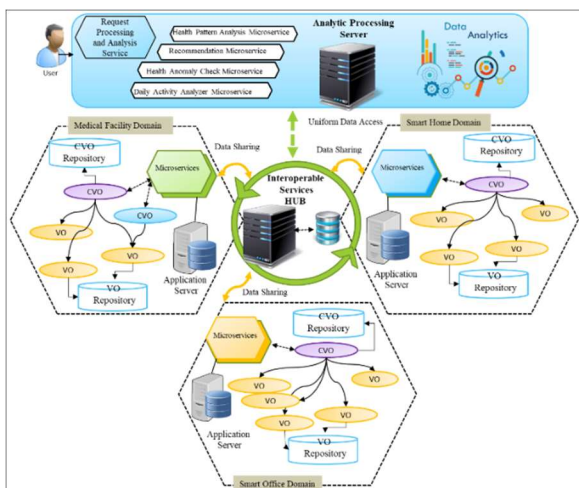 Request
Processing
and Analysis
Service
User
Health Pattern Analysis Microservice
Recommendation Microservice
Health Anomaly Check Microservice
Daily Activity Analyzer Microservice
Analytic Processing
Server
Data
Analytics
Uniform Data Access
Medical Facility Domain
CVO
Repository
Microservices
CVO
CVO
VO
VO
VO
VO
Repository
Application
Server
Data Sharing
Interoperable
Services
HUB
Data Sharing
Smart Home Domain
CVO
Repository
Microservices
CVO
VO
VO
VO
VO
VO
Repository
Application
Server
Data Sharing
Microservices
CVO
Repository
CVO
VO
VO
VO
VO
VO
VO
Repository
Application
Server
Smart Office Domain